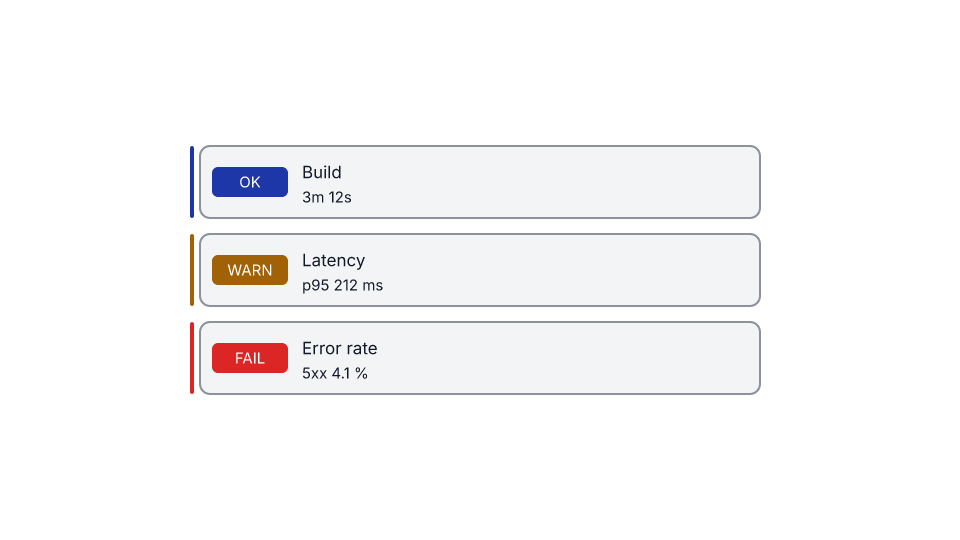 OK
Build
3m 12s
WARN
Latency
p95 212 ms
FAIL
Error rate
5xx 4.1 %